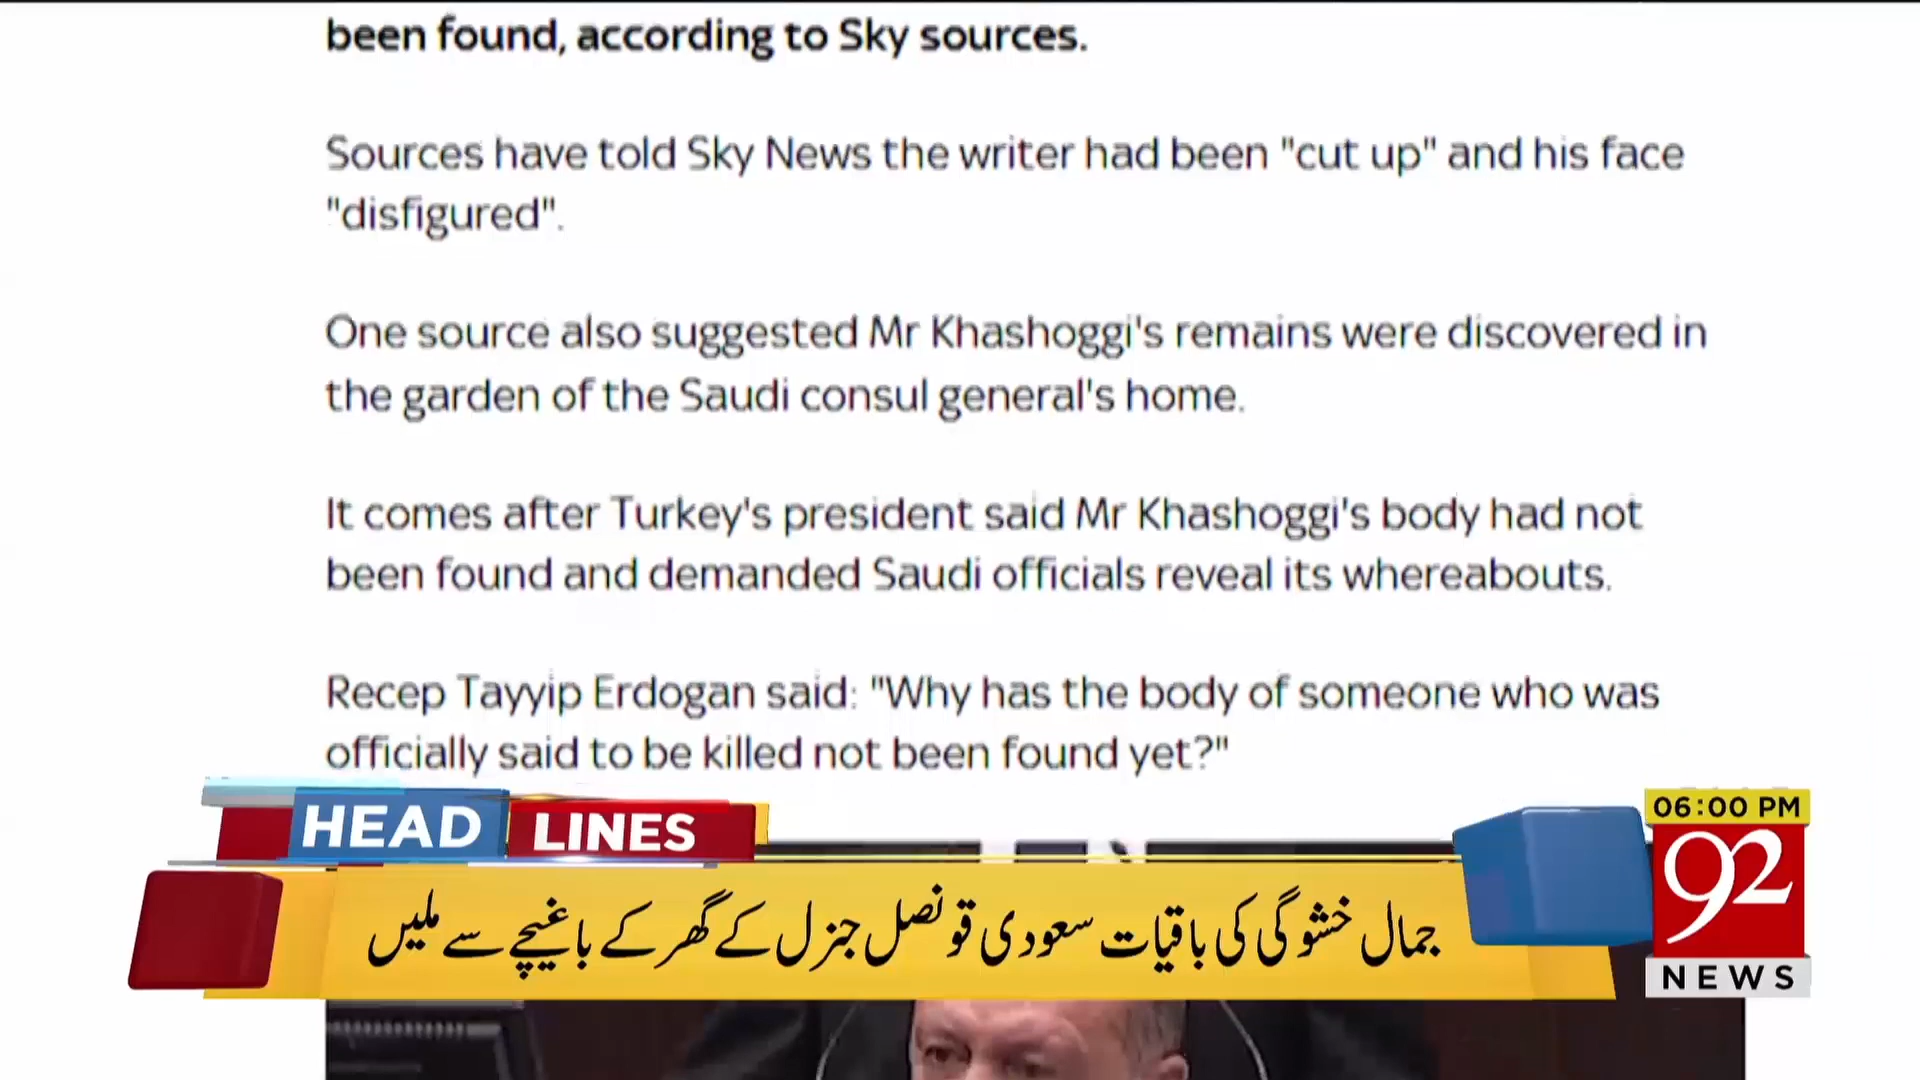 been found, according to Sky sources.
Sources have told Sky News the writer had been "cut up" and his face
"disfigured".
One source also suggested Mr Khashoggi's remains were discovered in
the garden of the Saudi consul general's home.
It comes after Turkey's president said Mr Khashoggi's body had not
been found and demanded Saudi officials reveal its whereabouts.
Recep Tayyip Erdogan said: "Why has the body of someone who was
officially said to be killed not been found yet?"
HEAD LINES
06:00 PM
92
NEWS
جمال خشوگی کی باقیات سعودی قونصل جنرل کے گھر کے باغیچے سے ملیں